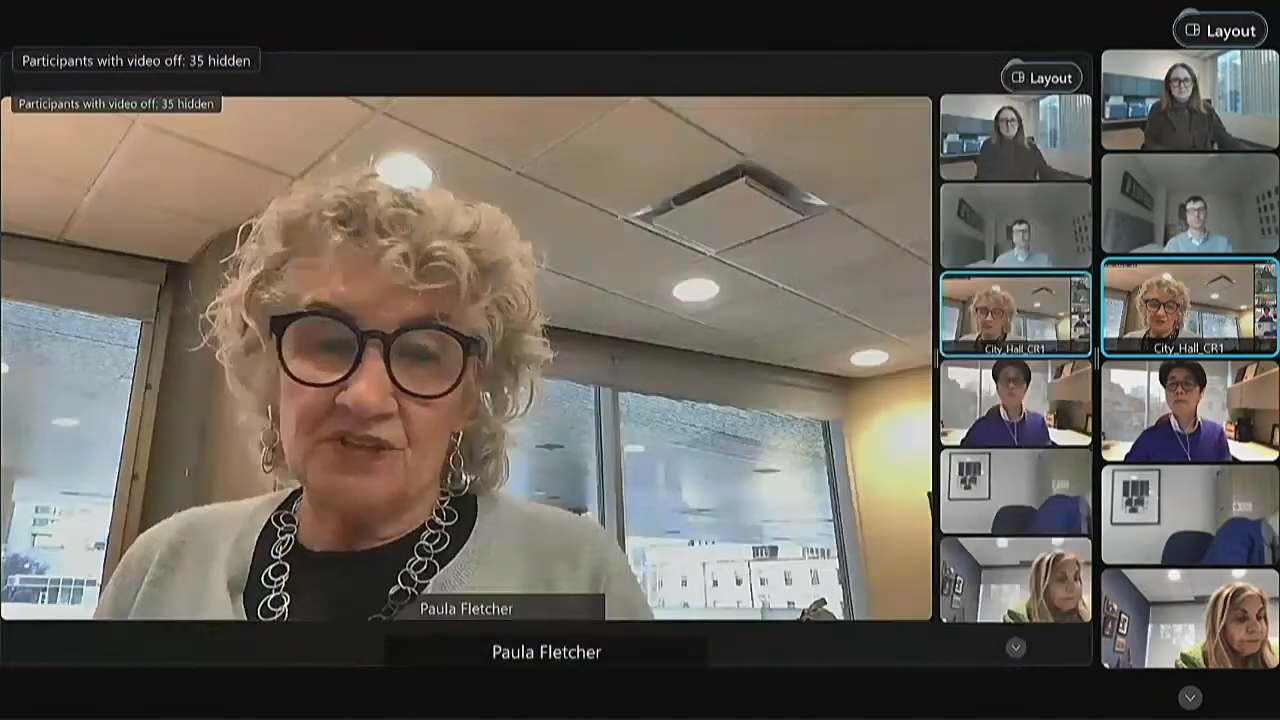 Layout
Participants with video off: 35 hidden
Layout
Participants with video off: 35 hidden
City_Hall_CR1
City_Hall_CR1
Paula Fletcher
Paula Fletcher